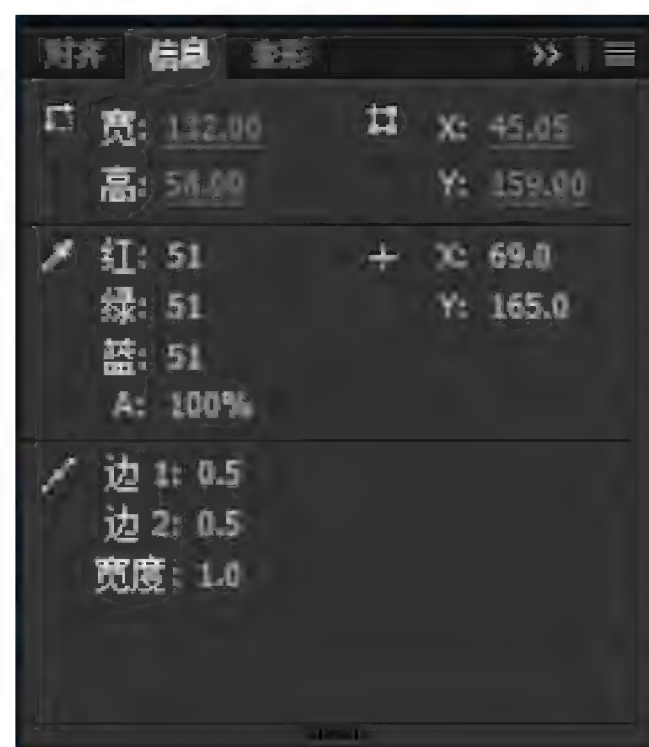 对齐 信息 变形
宽: 132.00 X: 45.05
高: 58.00 Y: 159.00
红: 51 X: 69.0
绿: 51 Y: 165.0
蓝: 51
A: 100%
边 1: 0.5
边 2: 0.5
宽度: 1.0